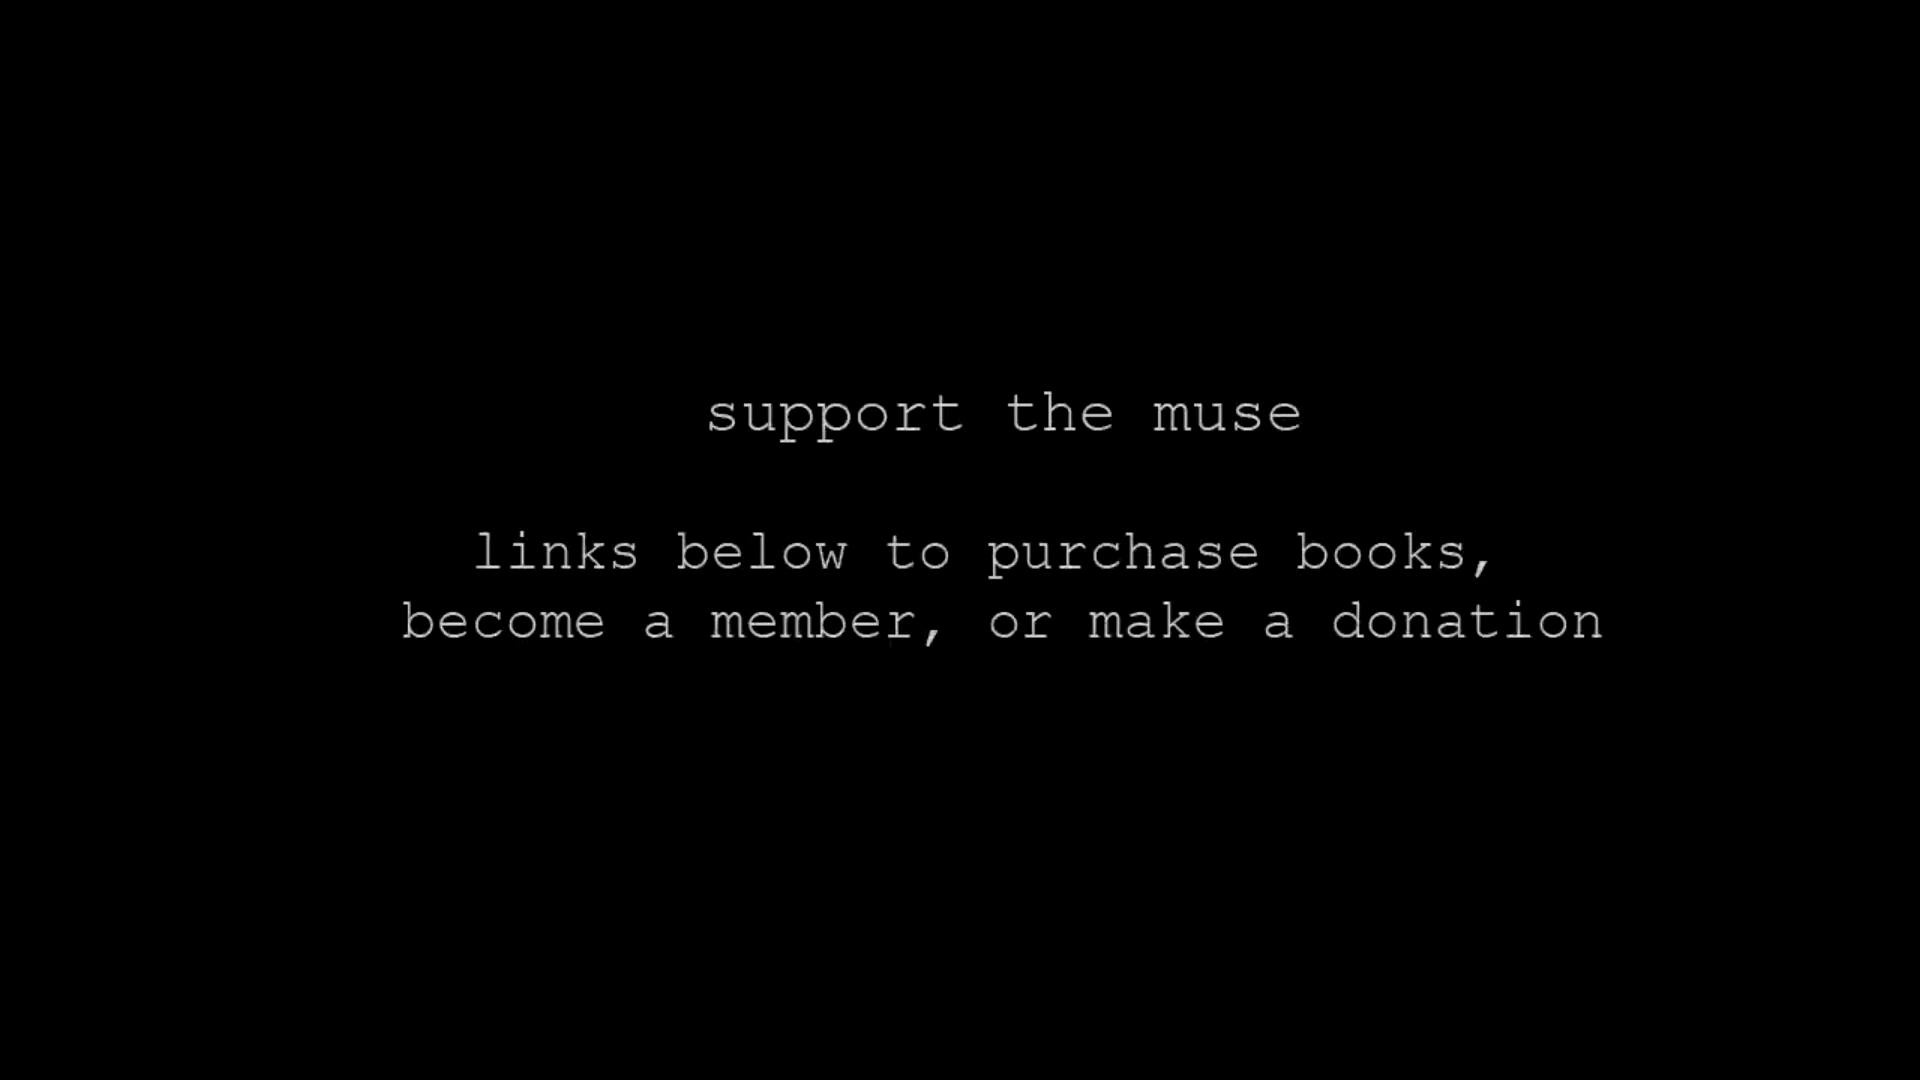 support the muse
links below to purchase books,
become a member, or make a donation